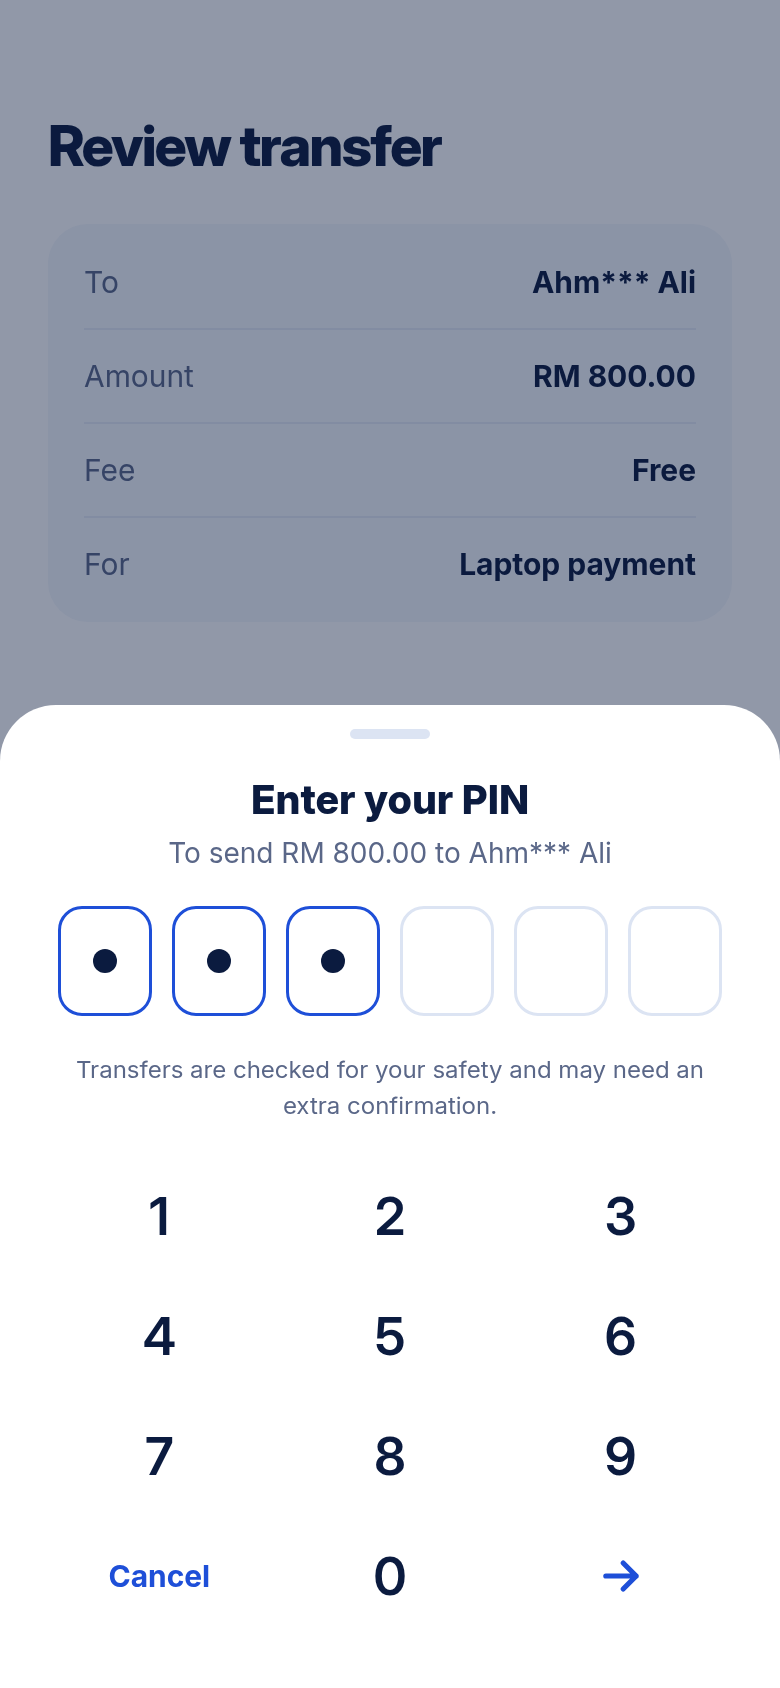 Review transfer
To Ahm*** Ali
Amount RM 800.00
Fee Free
For Laptop payment
Enter your PIN
To send RM 800.00 to Ahm*** Ali
Transfers are checked for your safety and may need an
extra confirmation.
1 2 3
4 5 6
7 8 9
Cancel 0 →